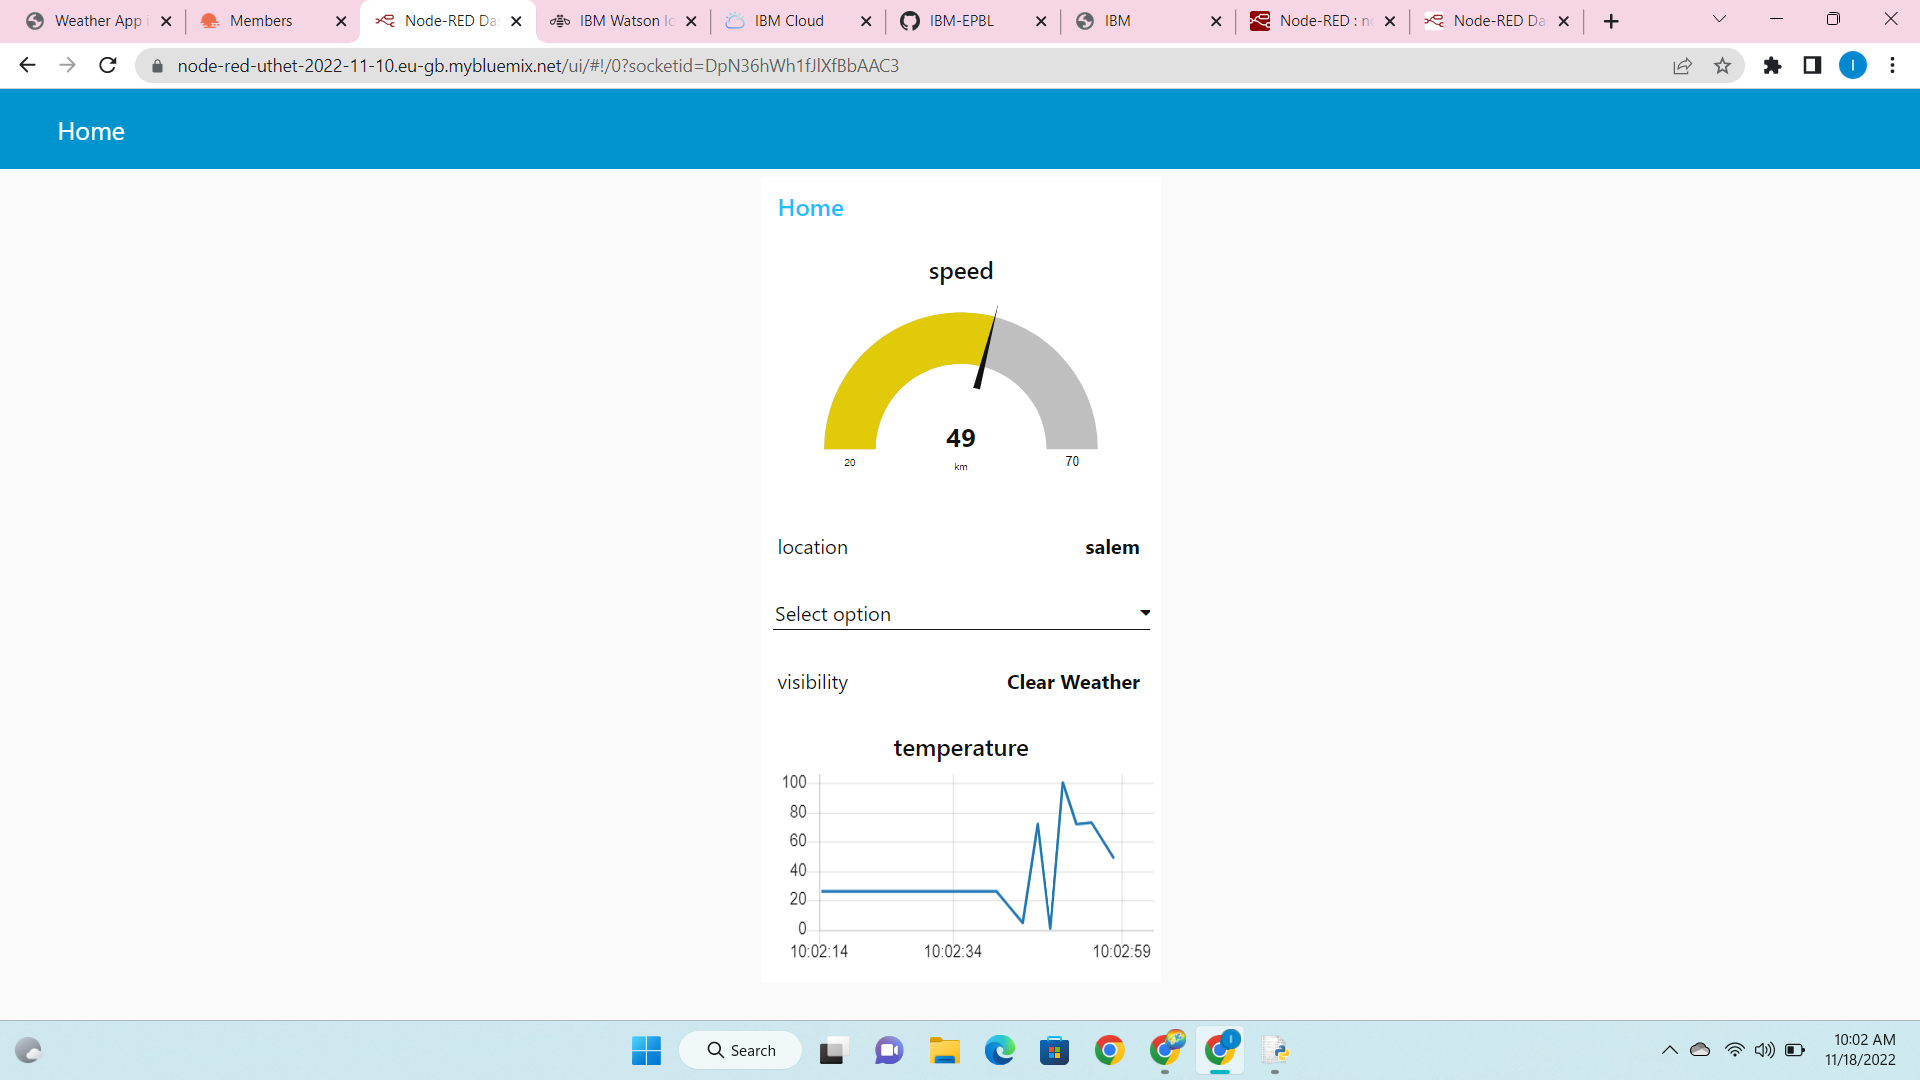 Weather App i
Members
Node-RED Da
IBM Watson Io
IBM Cloud
IBM-EPBL
IBM
Node-RED : n
Node-RED Da
node-red-uthet-2022-11-10.eu-gb.mybluemix.net/ui/#!/0?socketid=DpN36hWh1fJlXfBbAAC3
I
Home
Home
speed
49
20
km
70
location
salem
Select option
visibility
Clear Weather
temperature
100
80
60
40
20
0
10:02:14
10:02:34
10:02:59
Search
10:02 AM
11/18/2022